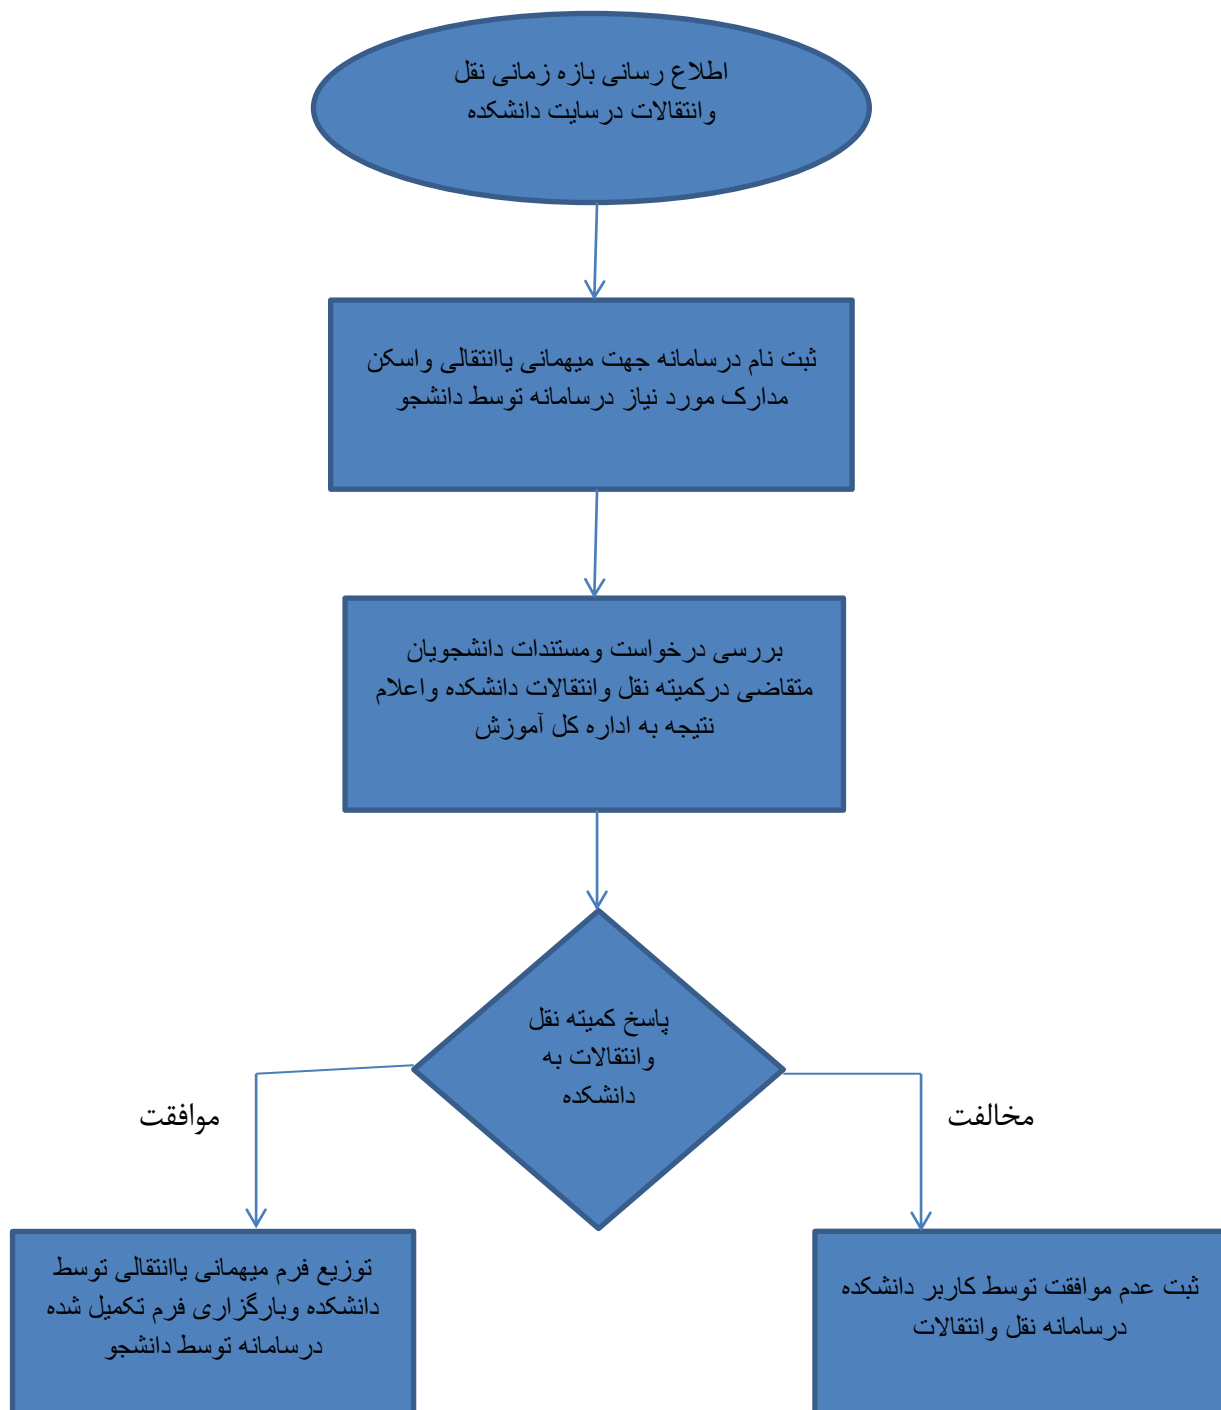 اطلاع رسانی بازه زمانی نقل
وانتقالات درسایت دانشکده
ثبت نام درسامانه جهت میهمانی یاانتقالی واسکن
مدارک مورد نیاز درسامانه توسط دانشجو
بررسی درخواست ومستندات دانشجویان
متقاضی درکمیته نقل وانتقالات دانشکده واعلام
نتیجه به اداره کل آموزش
پاسخ کمیته نقل
وانتقالات به
دانشکده
مخالفت
موافقت
ثبت عدم موافقت توسط کاربر دانشکده
درسامانه نقل وانتقالات
توزیع فرم میهمانی یاانتقالی توسط
دانشکده وبارگزاری فرم تکمیل شده
درسامانه توسط دانشجو